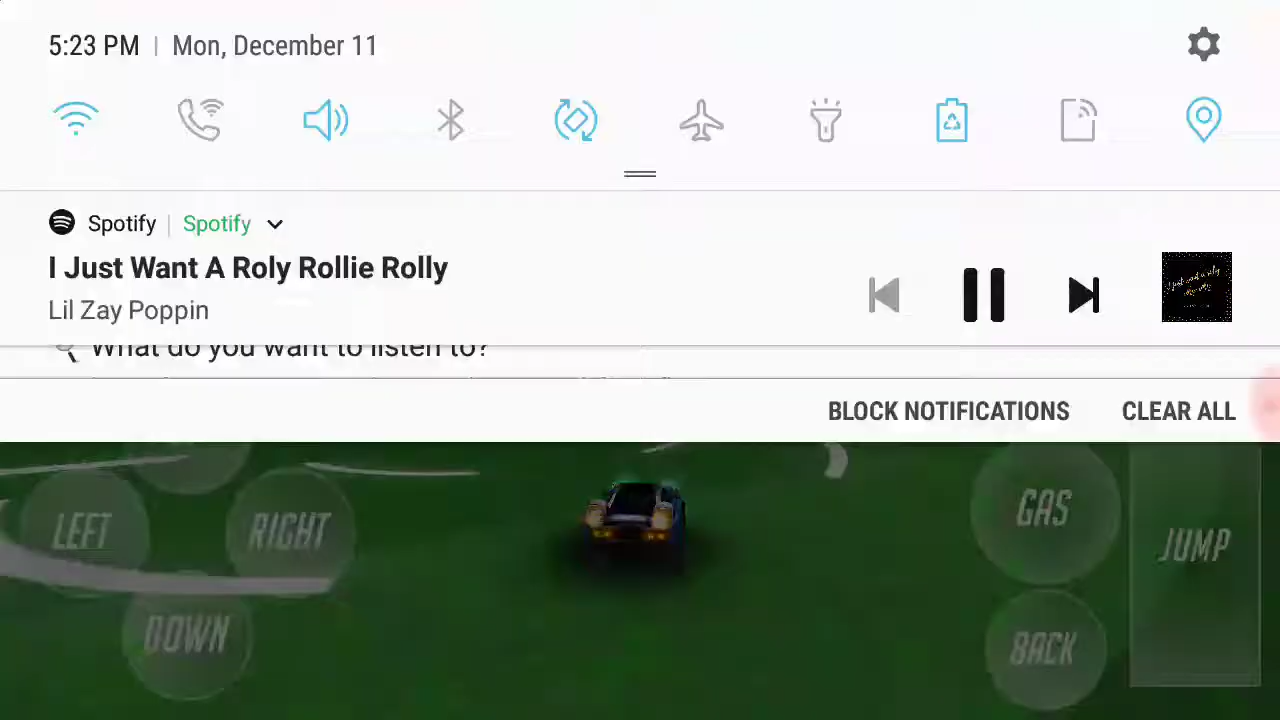 5:23 PM | Mon, December 11
Spotify | Spotify
I Just Want A Roly Rollie Rolly
Lil Zay Poppin
What do you want to listen to?
BLOCK NOTIFICATIONS CLEAR ALL
LEFT RIGHT GAS JUMP
DOWN BACK